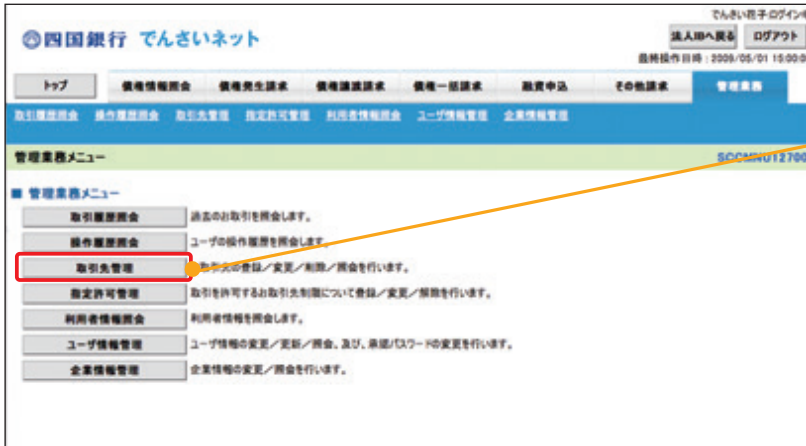 でんさい花子:ログイン中
四国銀行 でんさいネット
法人IBへ戻る ログアウト
最終操作日時:2009/05/01 15:00:0
トップ 債権情報照会 債権発生請求 債権譲渡請求 債権一括請求 融資申込 その他請求 管理業務
取引履歴照会 操作履歴照会 取引先管理 指定許可管理 利用者情報照会 ユーザ情報管理 企業情報管理
管理業務メニュー SCCMNU12700
■ 管理業務メニュー
取引履歴照会 過去のお取引を照会します。
操作履歴照会 ユーザの操作履歴を照会します。
取引先管理 取引先の登録/変更/削除/照会を行います。
指定許可管理 取引を許可するお取引先制限について登録/変更/解除を行います。
利用者情報照会 利用者情報を照会します。
ユーザ情報管理 ユーザ情報の変更/更新/照会、及び、承認パスワードの変更を行います。
企業情報管理 企業情報の変更/照会を行います。